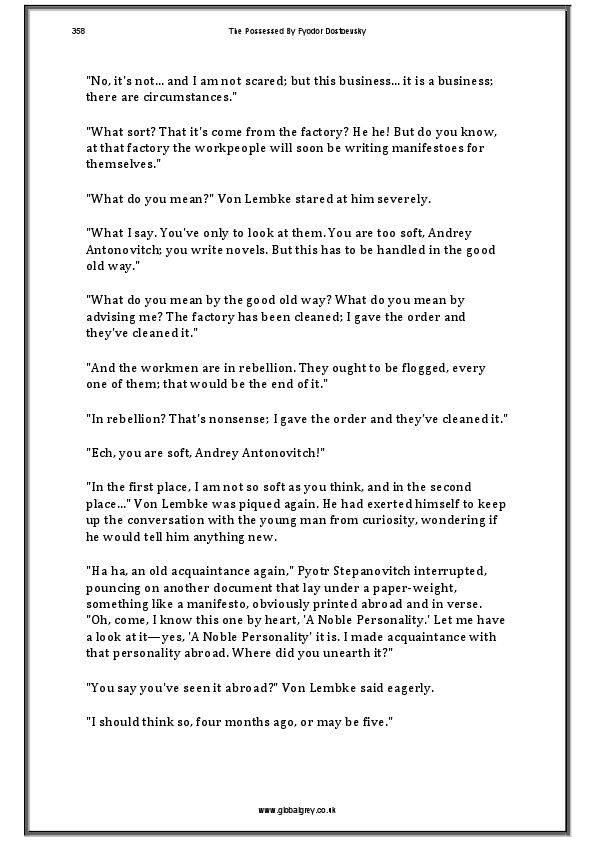 358
The Possessed By Fyodor Dostoevsky
"No, it's not... and I am not scared; but this business... it is a business;
there are circumstances."
"What sort? That it's come from the factory? He he! But do you know,
at that factory the workpeople will soon be writing manifestoes for
themselves."
"What do you mean?" Von Lembke stared at him severely.
"What I say. You've only to look at them. You are too soft, Andrey
Antonovitch; you write novels. But this has to be handled in the good
old way."
"What do you mean by the good old way? What do you mean by
advising me? The factory has been cleaned; I gave the order and
they've cleaned it."
"And the workmen are in rebellion. They ought to be flogged, every
one of them; that would be the end of it."
"In rebellion? That's nonsense; I gave the order and they've cleaned it."
"Ech, you are soft, Andrey Antonovitch!"
"In the first place, I am not so soft as you think, and in the second
place..." Von Lembke was piqued again. He had exerted himself to keep
up the conversation with the young man from curiosity, wondering if
he would tell him anything new.
"Ha ha, an old acquaintance again," Pyotr Stepanovitch interrupted,
pouncing on another document that lay under a paper-weight,
something like a manifesto, obviously printed abroad and in verse.
"Oh, come, I know this one by heart, 'A Noble Personality.' Let me have
a look at it—yes, 'A Noble Personality' it is. I made acquaintance with
that personality abroad. Where did you unearth it?"
"You say you've seen it abroad?" Von Lembke said eagerly.
"I should think so, four months ago, or may be five."
www.globalgrey.co.uk